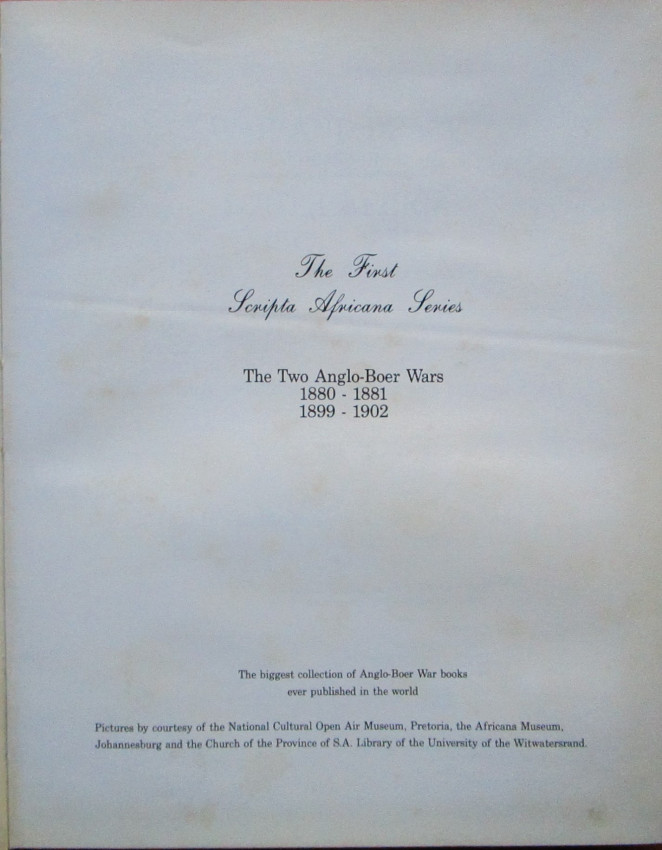 The First
Scripta Africana Series
The Two Anglo-Boer Wars
1880 - 1881
1899 - 1902
The biggest collection of Anglo-Boer War books
ever published in the world
Pictures by courtesy of the National Cultural Open Air Museum, Pretoria, the Africana Museum,
Johannesburg and the Church of the Province of S.A. Library of the University of the Witwatersrand.